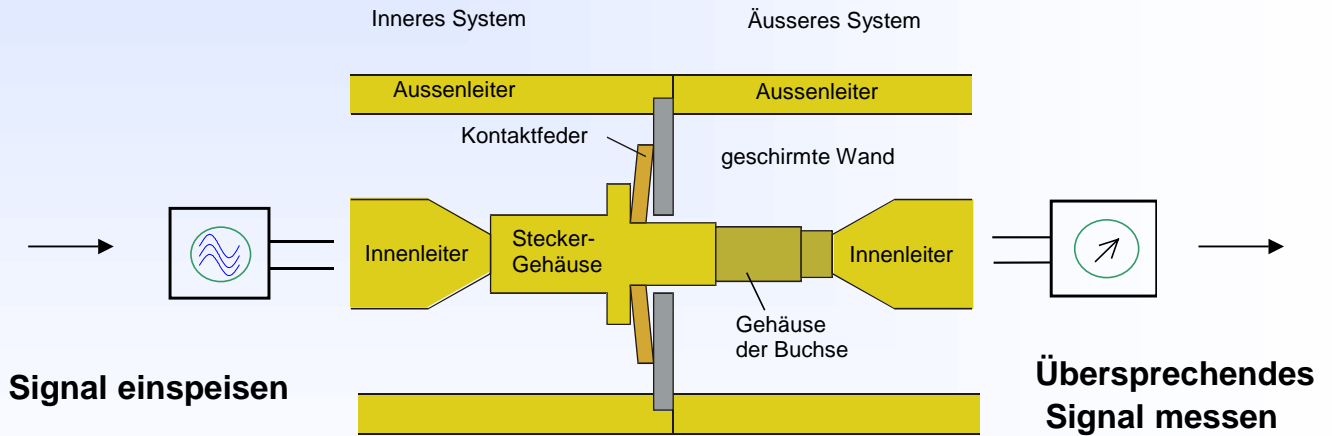 Inneres System
Äusseres System
Aussenleiter
Aussenleiter
Kontaktfeder
geschirmte Wand
Innenleiter
Stecker-
Gehäuse
Innenleiter
Gehäuse
der Buchse
Signal einspeisen
Übersprechendes
Signal messen